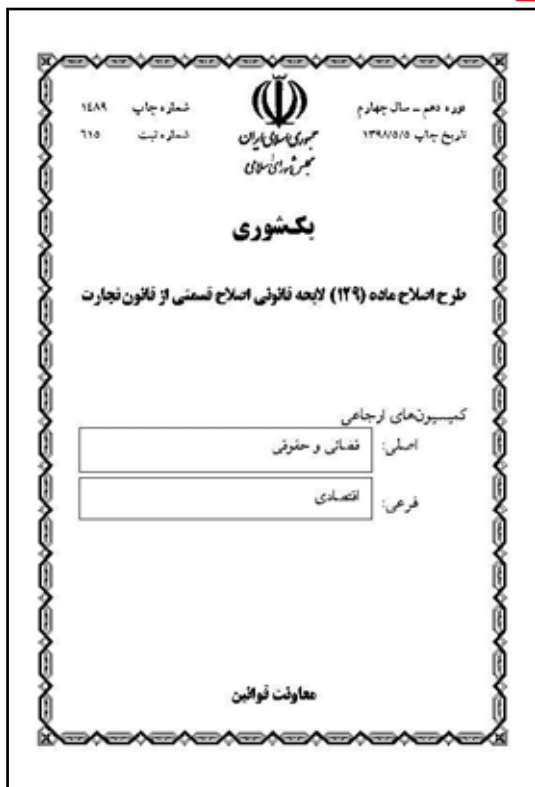 دوره دهم ـ سال چهارم
شماره چاپ ۱۴۸۹
تاریخ چاپ ۱۳۹۸/۵/۵
شماره ثبت ۶۱۵
جمهوری اسلامی ایران
مجلس شورای اسلامی
یک‌شوری
طرح اصلاح ماده (۱۲۹) لایحه قانونی اصلاح قسمتی از قانون تجارت
کمیسیون‌های ارجاعی
اصلی: قضائی و حقوقی
فرعی: اقتصادی
معاونت قوانین